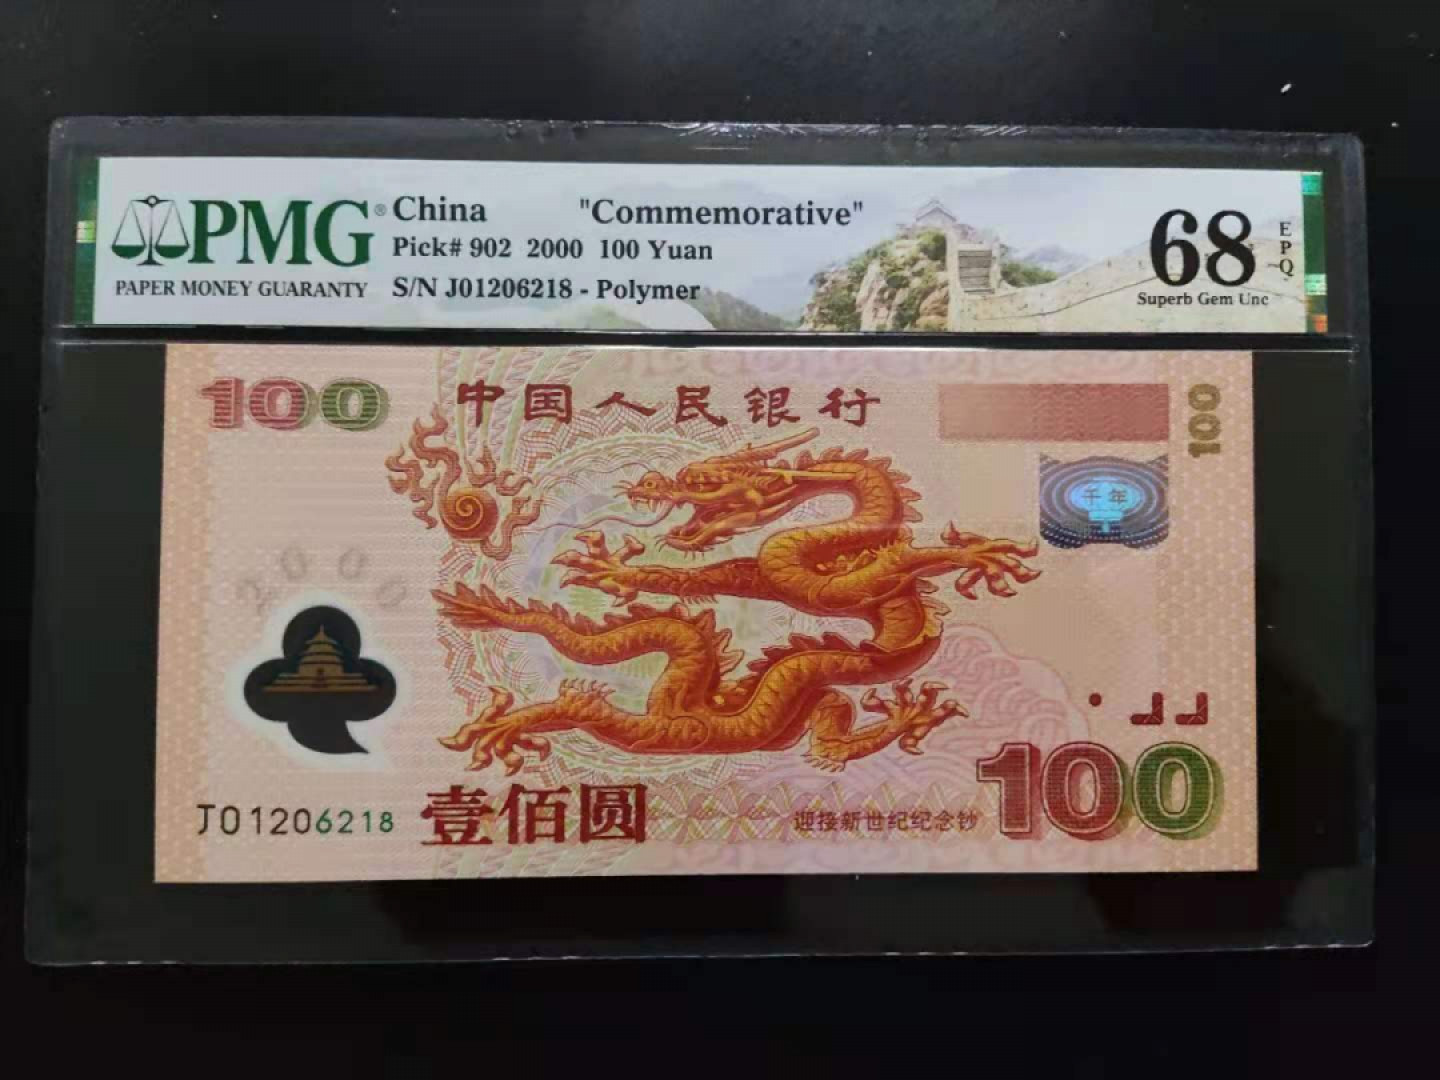 PMG® China "Commemorative"
Pick# 902 2000 100 Yuan
PAPER MONEY GUARANTY S/N J01206218 - Polymer
68 EPQ
Superb Gem Unc
100 中国人民银行 100
千年
2000
J01206218 壹佰圆 迎接新世纪纪念钞 100